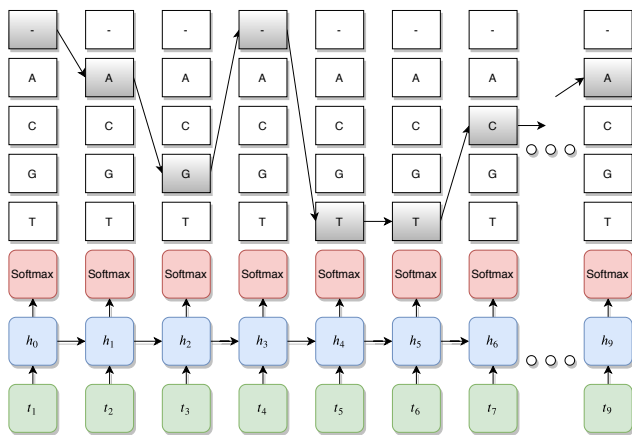 - - - - - - - -
A A A A A A A A
C C C C C C C C
G G G G G G G G
T T T T T T T T
Softmax Softmax Softmax Softmax Softmax Softmax Softmax Softmax
h₀ h₁ h₂ h₃ h₄ h₅ h₆ h₉
t₁ t₂ t₃ t₄ t₅ t₆ t₇ t₉